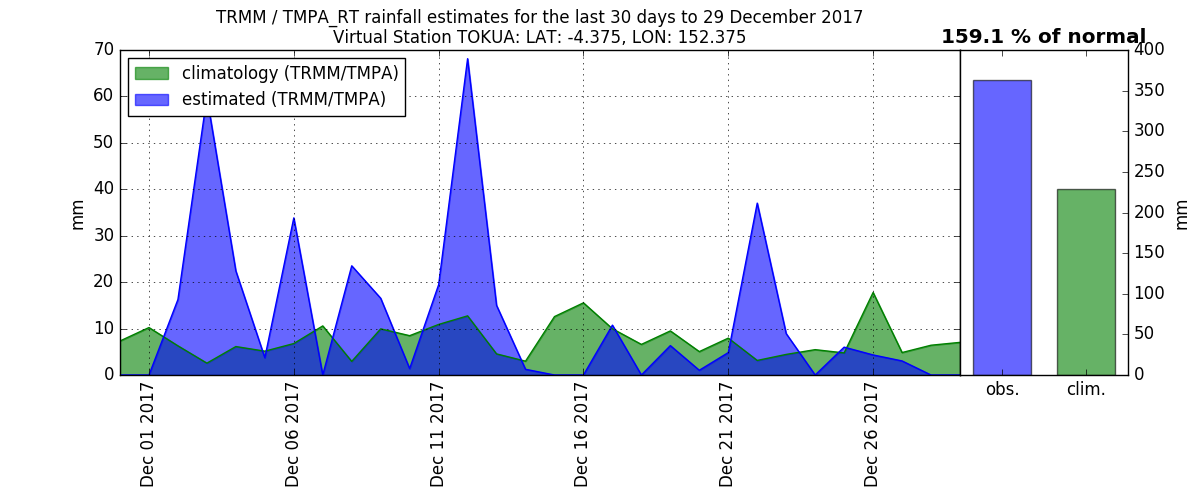 TRMM / TMPA_RT rainfall estimates for the last 30 days to 29 December 2017
Virtual Station TOKUA: LAT: -4.375, LON: 152.375
159.1 % of normal
climatology (TRMM/TMPA)
estimated (TRMM/TMPA)
mm
70
60
50
40
30
20
10
0
Dec 01 2017
Dec 06 2017
Dec 11 2017
Dec 16 2017
Dec 21 2017
Dec 26 2017
400
350
300
250
200
150
100
50
0
mm
obs.
clim.